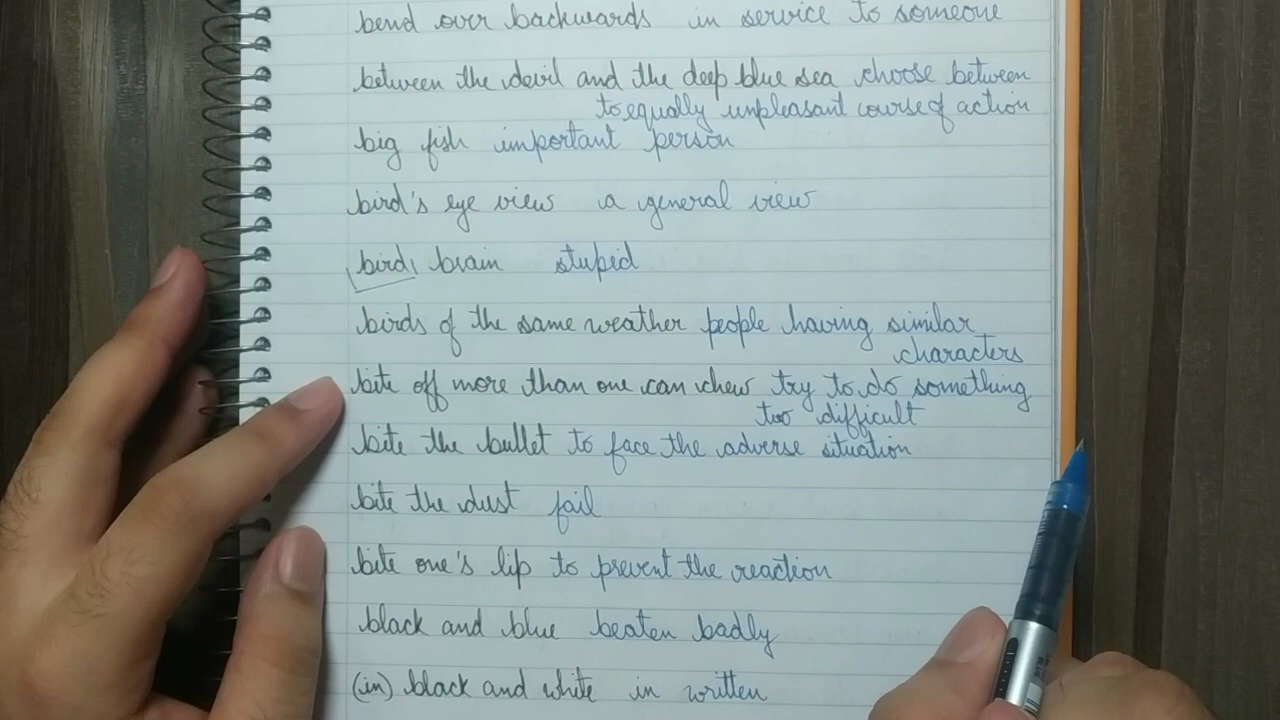 bend over backwards in service to someone
between the devil and the deep blue sea choose between
to equally unpleasant course of action
big fish important person
bird's eye view a general view
bird brain stupid
birds of the same weather people having similar
characters
bite off more than one can chew try to do something
too difficult
bite the bullet to face the adverse situation
bite the dust fail
bite one's lip to prevent the reaction
black and blue beaten badly
(in) black and white in written